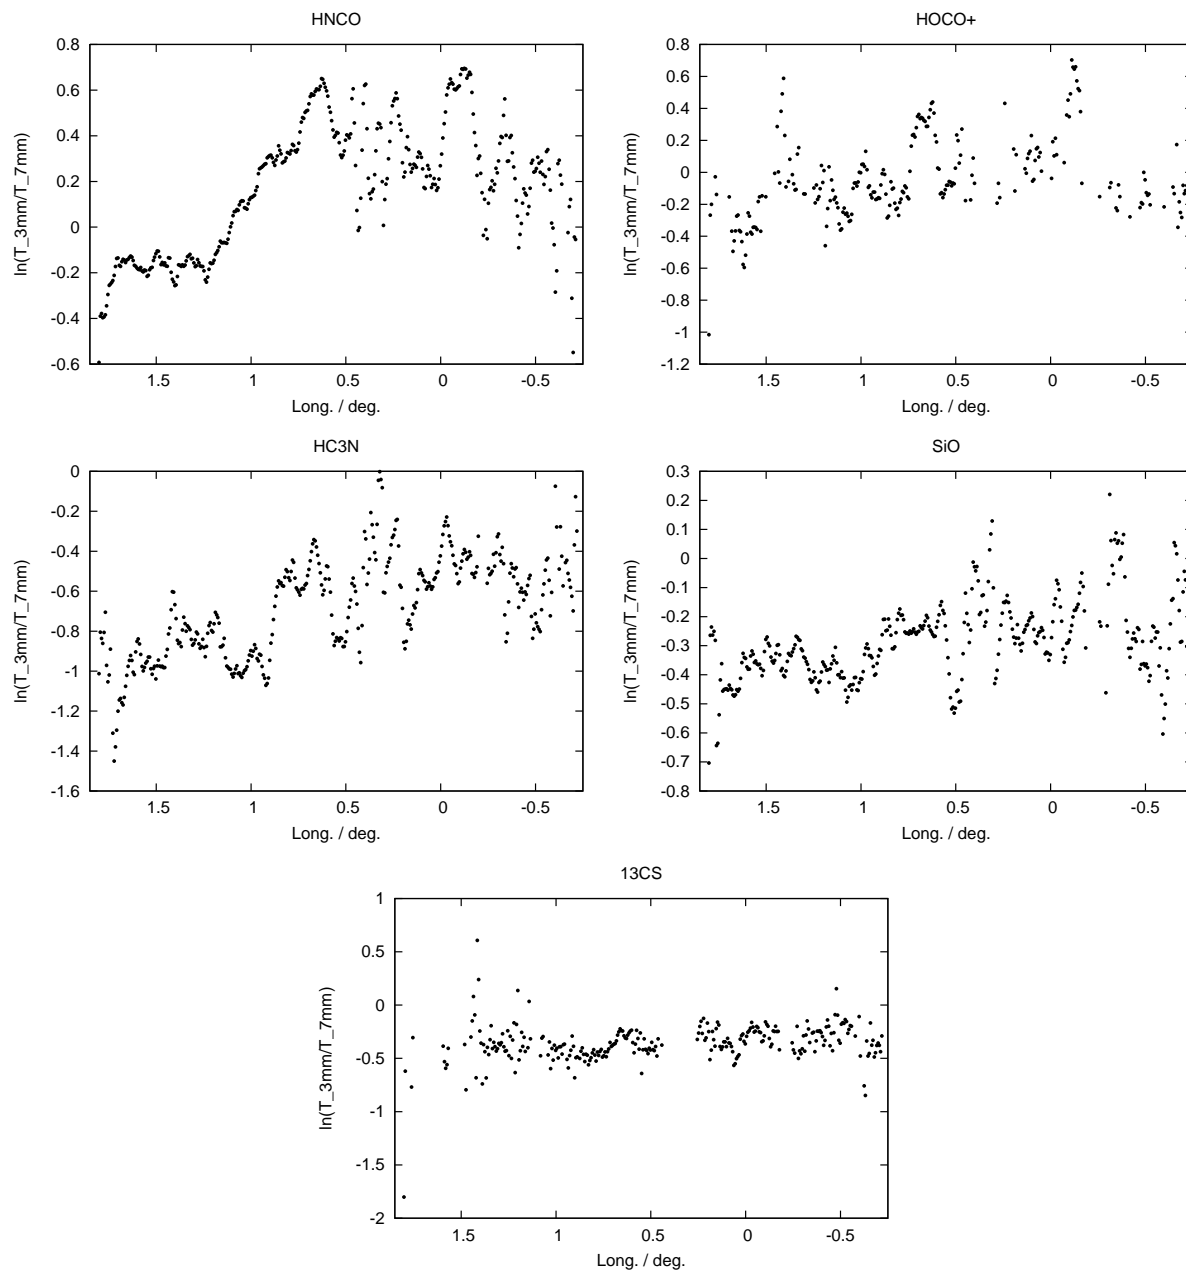 HNCO
0.8
0.6
0.4
0.2
0
-0.2
-0.4
-0.6
ln(T_3mm/T_7mm)
1.5 1 0.5 0 -0.5
Long. / deg.
HOCO+
0.8
0.6
0.4
0.2
0
-0.2
-0.4
-0.6
-0.8
-1
-1.2
ln(T_3mm/T_7mm)
1.5 1 0.5 0 -0.5
Long. / deg.
HC3N
0
-0.2
-0.4
-0.6
-0.8
-1
-1.2
-1.4
-1.6
ln(T_3mm/T_7mm)
1.5 1 0.5 0 -0.5
Long. / deg.
SiO
0.3
0.2
0.1
0
-0.1
-0.2
-0.3
-0.4
-0.5
-0.6
-0.7
-0.8
ln(T_3mm/T_7mm)
1.5 1 0.5 0 -0.5
Long. / deg.
13CS
1
0.5
0
-0.5
-1
-1.5
-2
ln(T_3mm/T_7mm)
1.5 1 0.5 0 -0.5
Long. / deg.